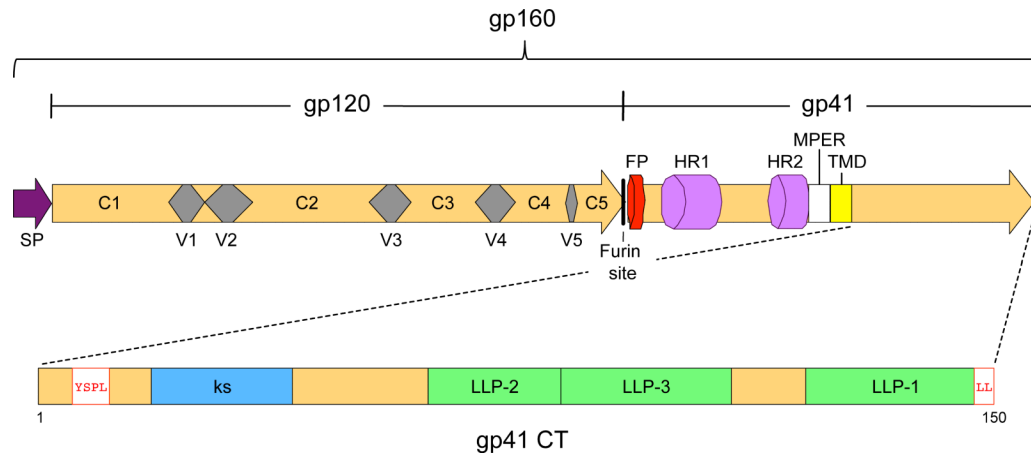 gp160
gp120 gp41
MPER
FP HR1 HR2 TMD
C1 C2 C3 C4 C5
SP V1 V2 V3 V4 V5
Furin
site
YSPL ks LLP-2 LLP-3 LLP-1 LL
1 150
gp41 CT